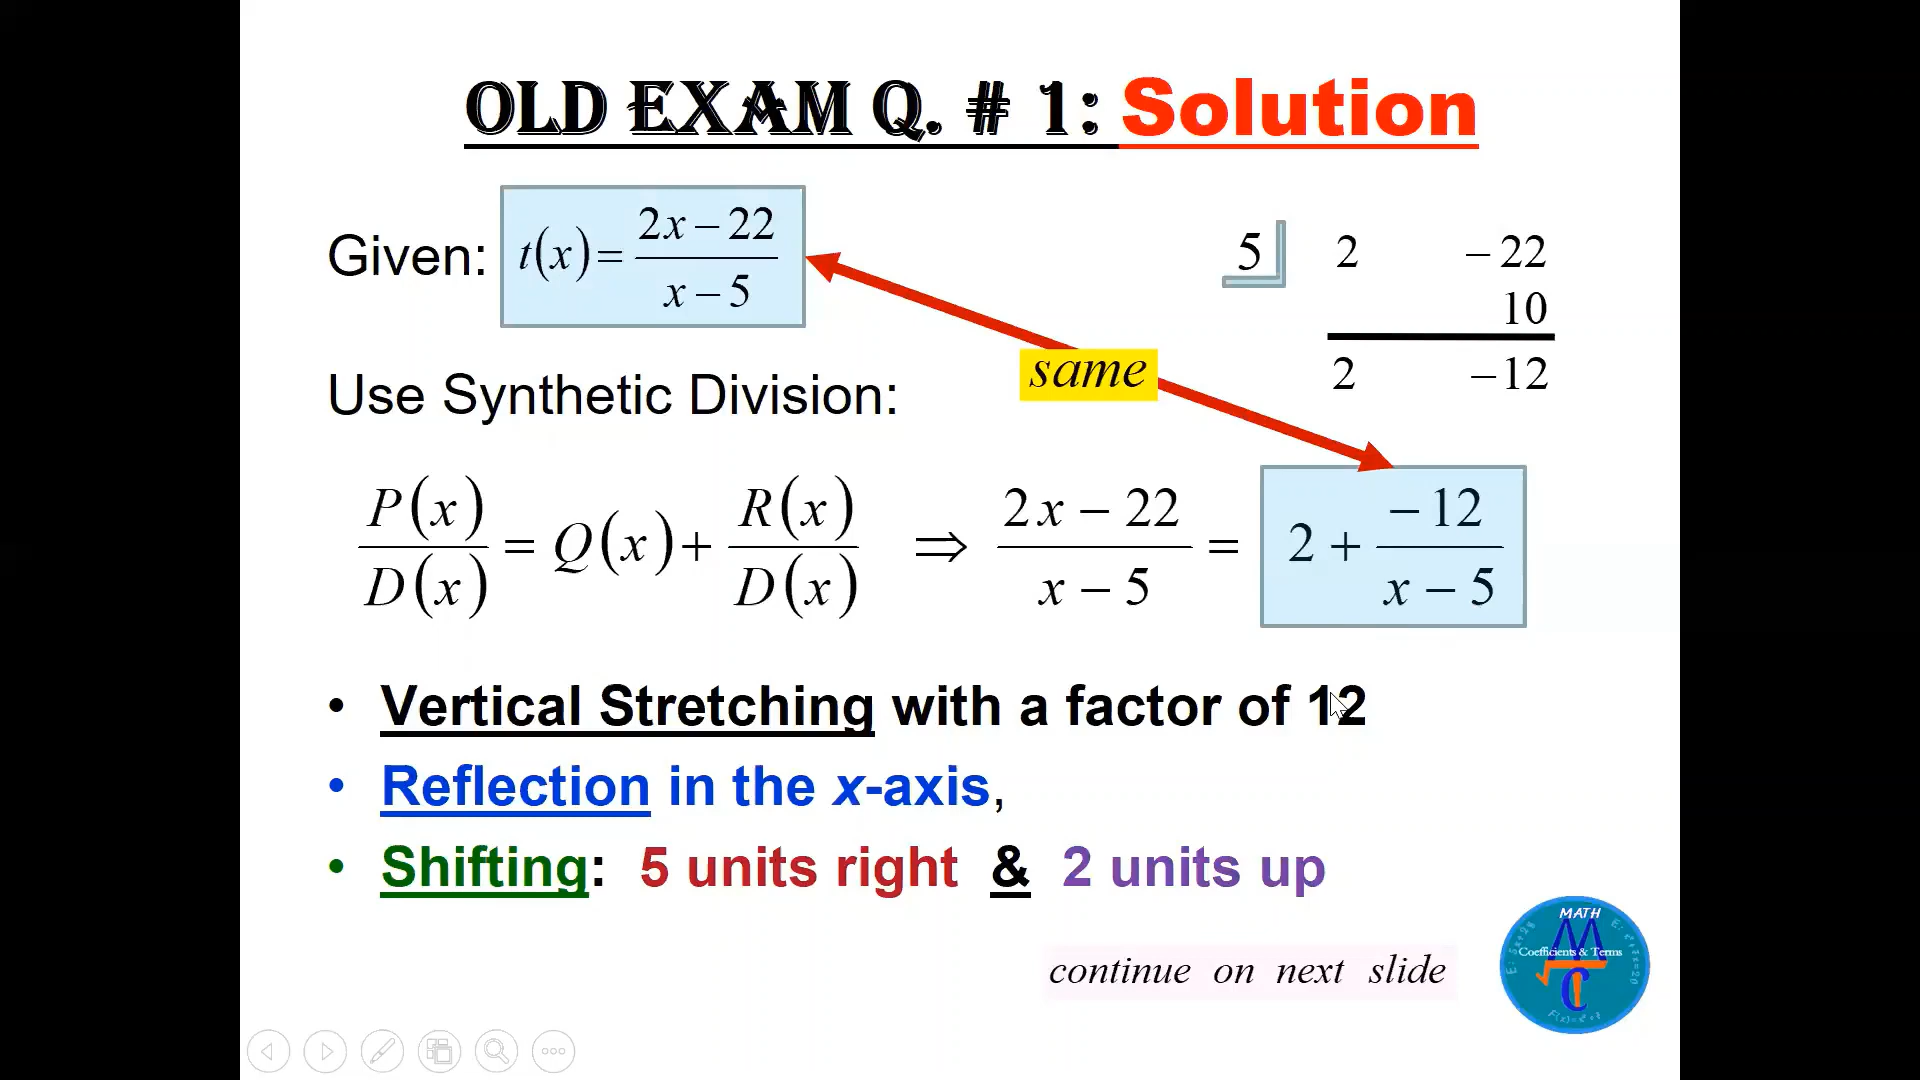 OLD EXAM Q. # 1: Solution
Given: t(x) = (2x − 22)/(x − 5)
5 2 − 22
10
2 −12
same
Use Synthetic Division:
P(x)/D(x) = Q(x) + R(x)/D(x) ⇒ (2x − 22)/(x − 5) = 2 + −12/(x − 5)
• Vertical Stretching with a factor of 12
• Reflection in the x-axis,
• Shifting: 5 units right & 2 units up
continue on next slide
MATH
Coefficients & Terms